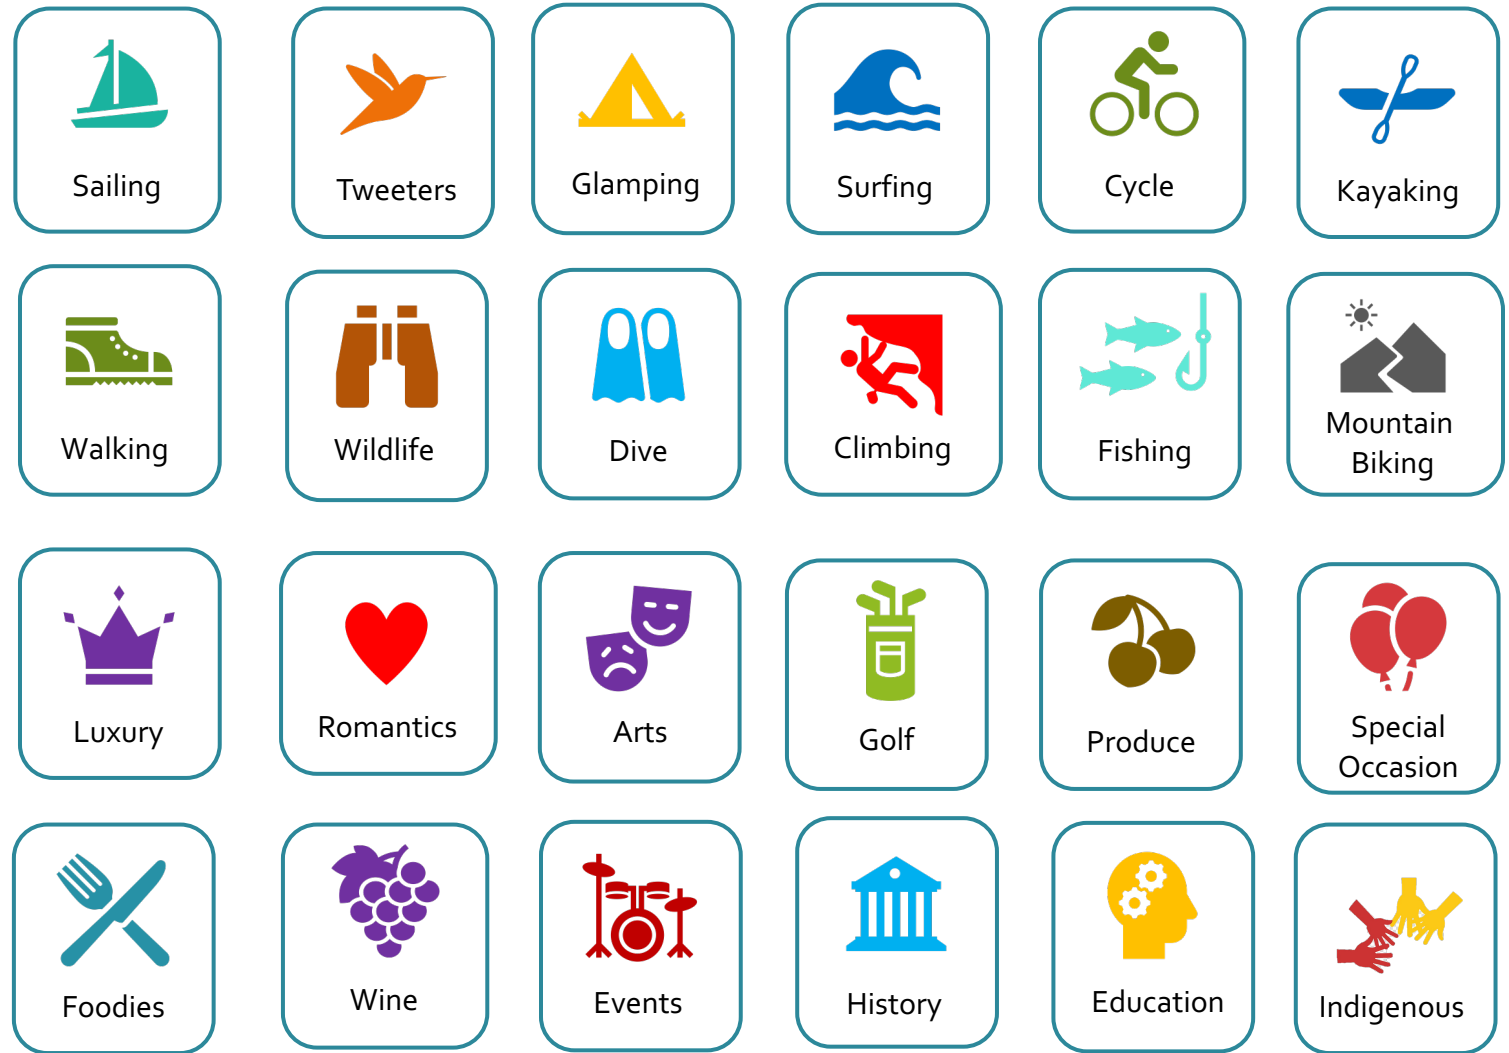 Sailing
Tweeters
Glamping
Surfing
Cycle
Kayaking
Walking
Wildlife
Dive
Climbing
Fishing
Mountain
Biking
Luxury
Romantics
Arts
Golf
Produce
Special
Occasion
Foodies
Wine
Events
History
Education
Indigenous